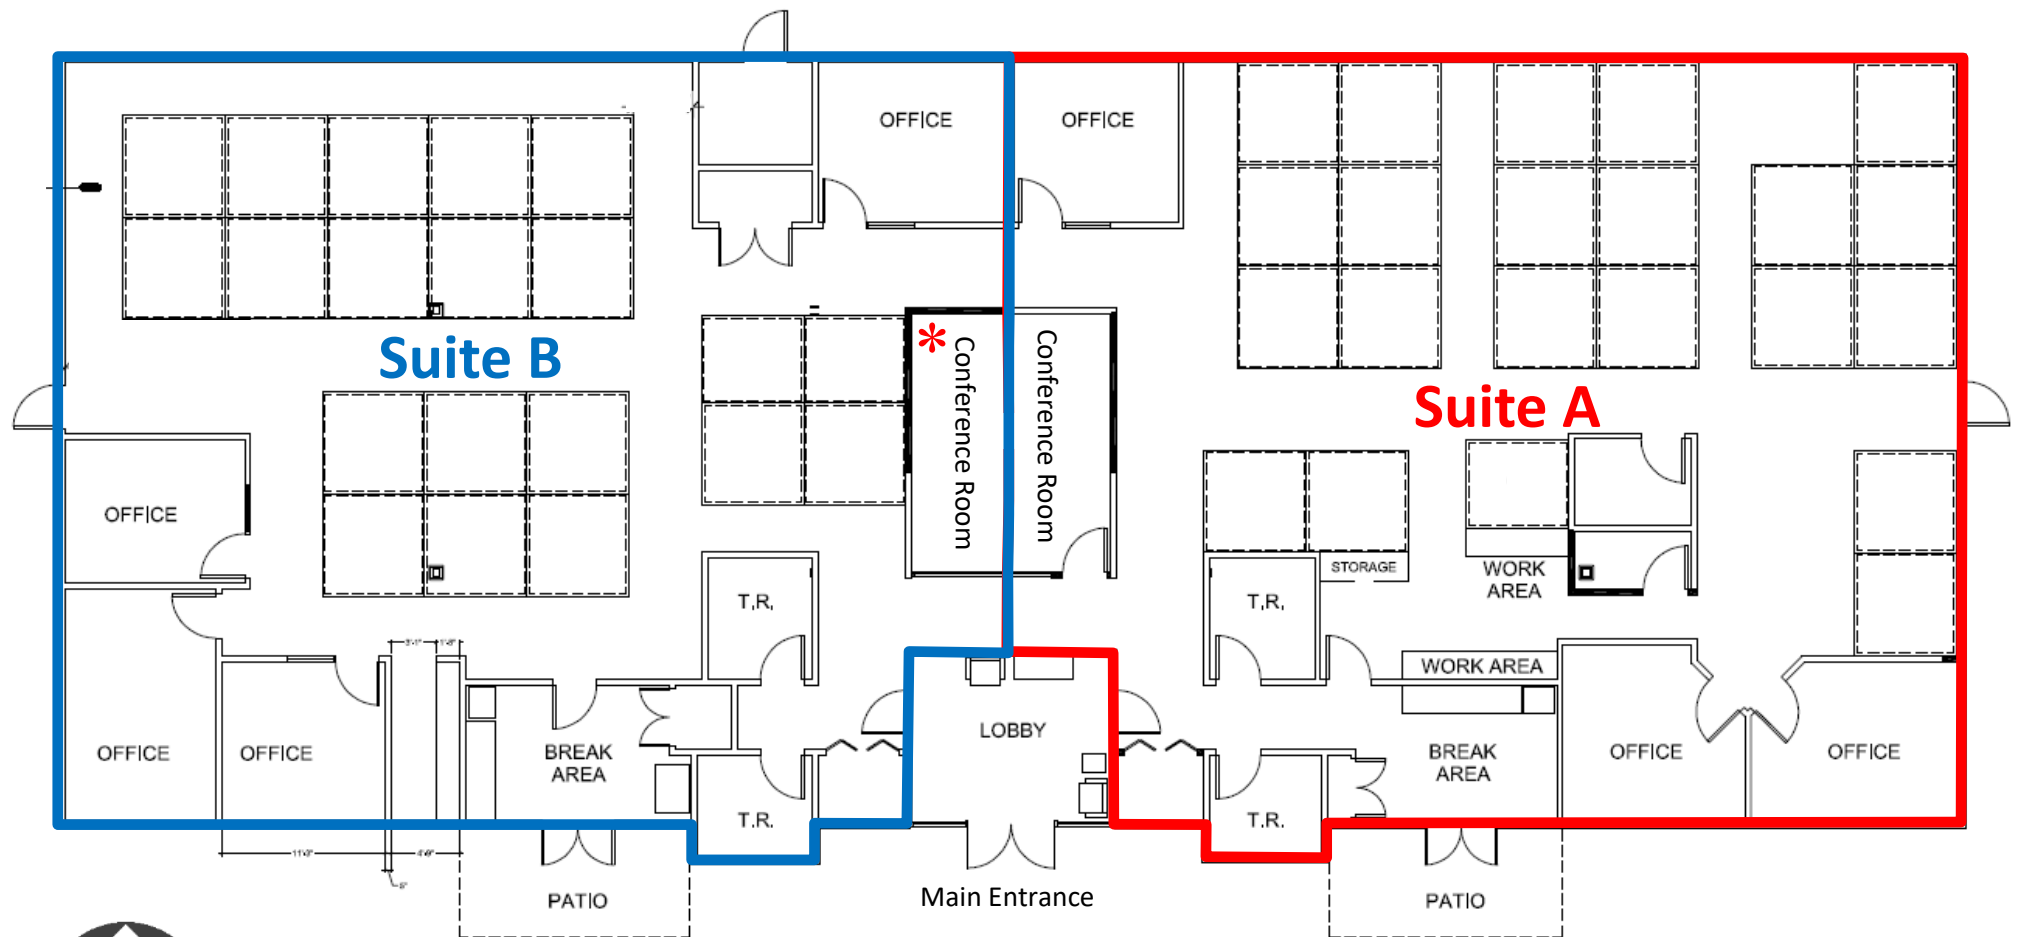 OFFICE
OFFICE
Suite B
*
Conference Room
Conference Room
Suite A
OFFICE
STORAGE
WORK
AREA
T.R.
T.R.
WORK AREA
OFFICE
OFFICE
BREAK
AREA
LOBBY
BREAK
AREA
OFFICE
OFFICE
T.R.
T.R.
PATIO
Main Entrance
PATIO